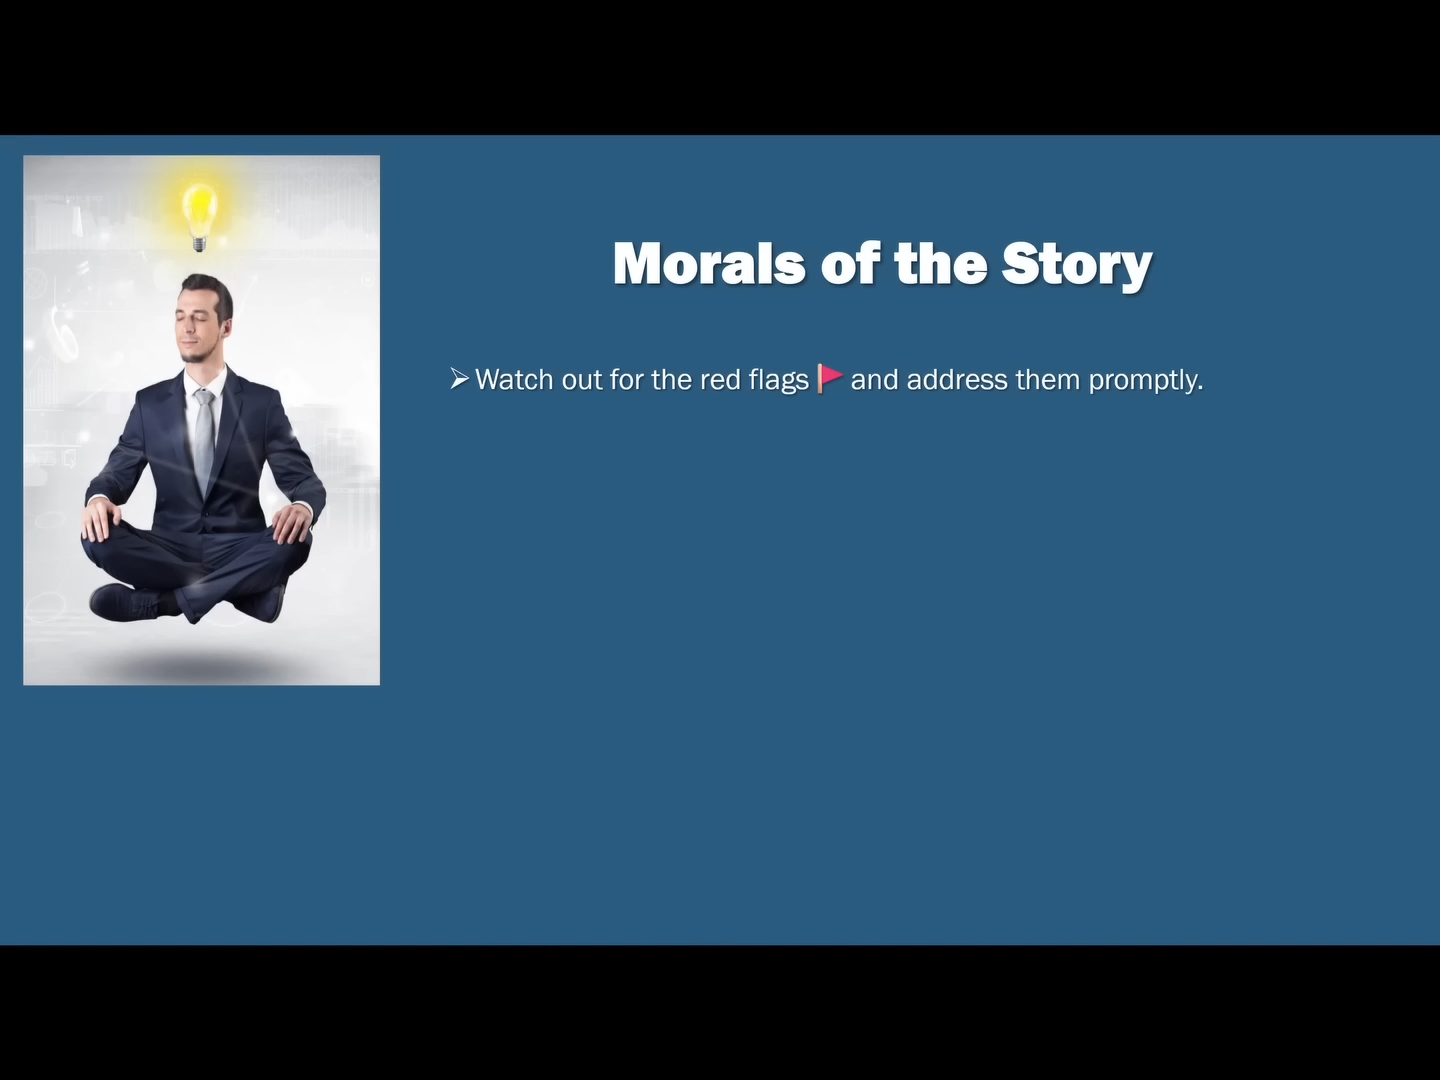 Morals of the Story
➢ Watch out for the red flags 🚩 and address them promptly.